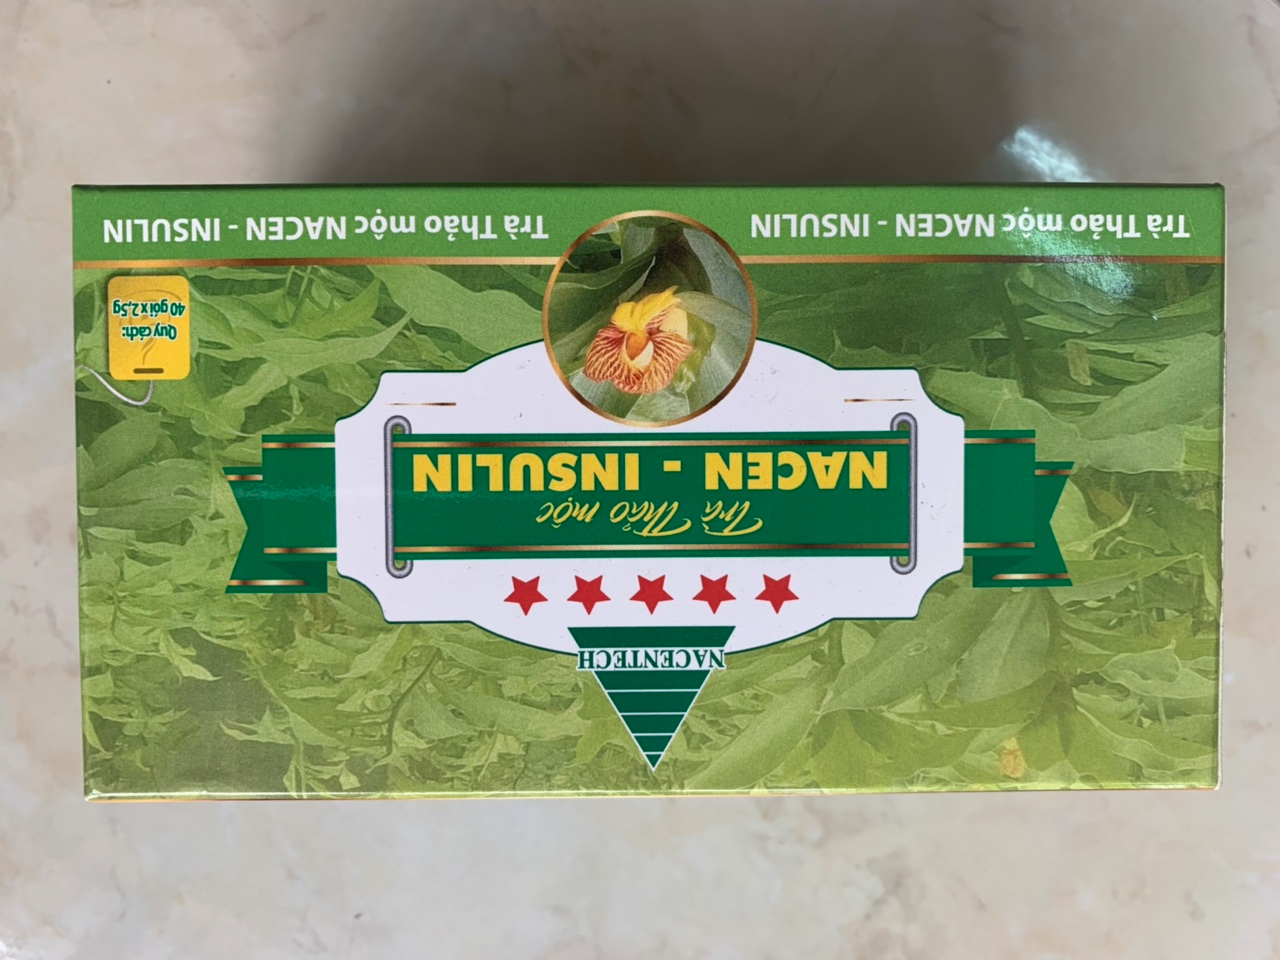 NACENTECH
Trà Thảo mộc
NACEN - INSULIN
Quy cách:
40 gói x 2,5g
Trà Thảo mộc NACEN - INSULIN
Trà Thảo mộc NACEN - INSULIN